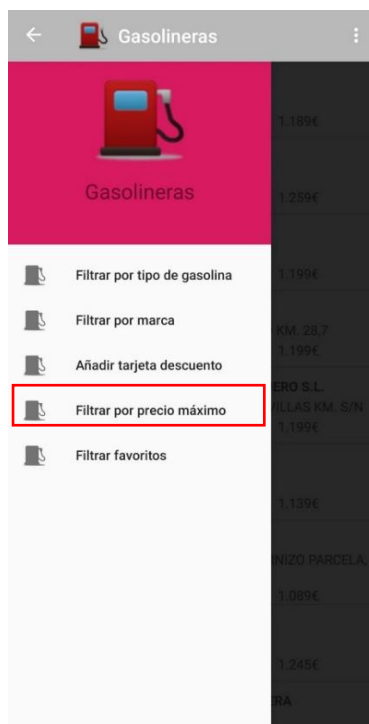 Gasolineras
1.189€
Gasolineras
1.259€
Filtrar por tipo de gasolina
1.199€
Filtrar por marca
KM. 28,7
1.199€
Añadir tarjeta descuento
ERO S.L.
VILLAS KM. S/N
Filtrar por precio máximo
1.199€
Filtrar favoritos
1.139€
NIZO PARCELA,
1.089€
1.245€
RA